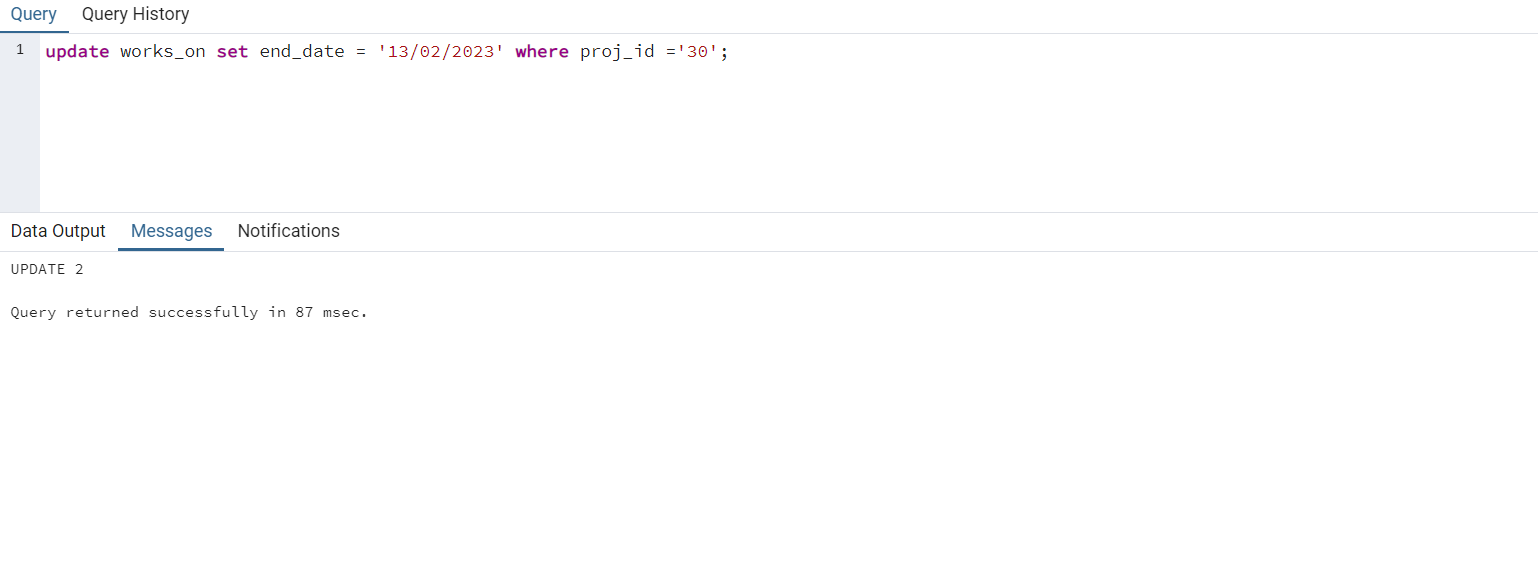 Query Query History
1 update works_on set end_date = '13/02/2023' where proj_id ='30';
Data Output Messages Notifications
UPDATE 2
Query returned successfully in 87 msec.